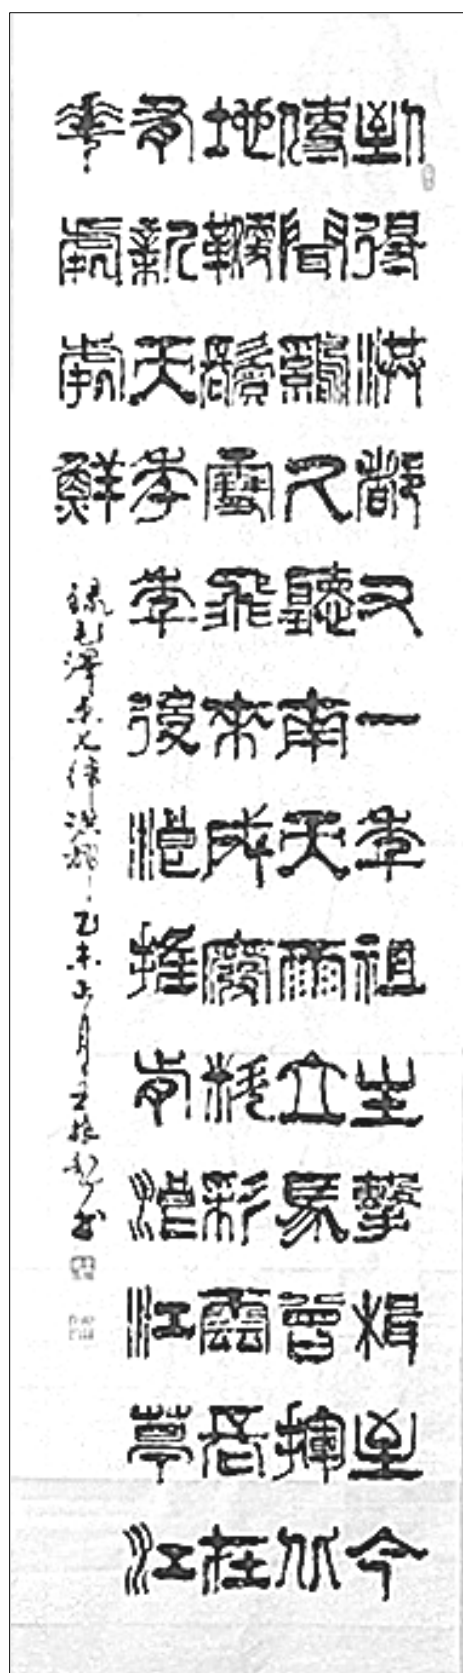 到得洪都又一年祖生擊楫至今
傳聞鷄久聽南天雨立馬曾揮北
地鞭鬢雪飛來成廢料彩雲長在
有新天年年後浪推前浪江草江
花處處鮮
錄毛澤東七律洪都 乙未 月 書